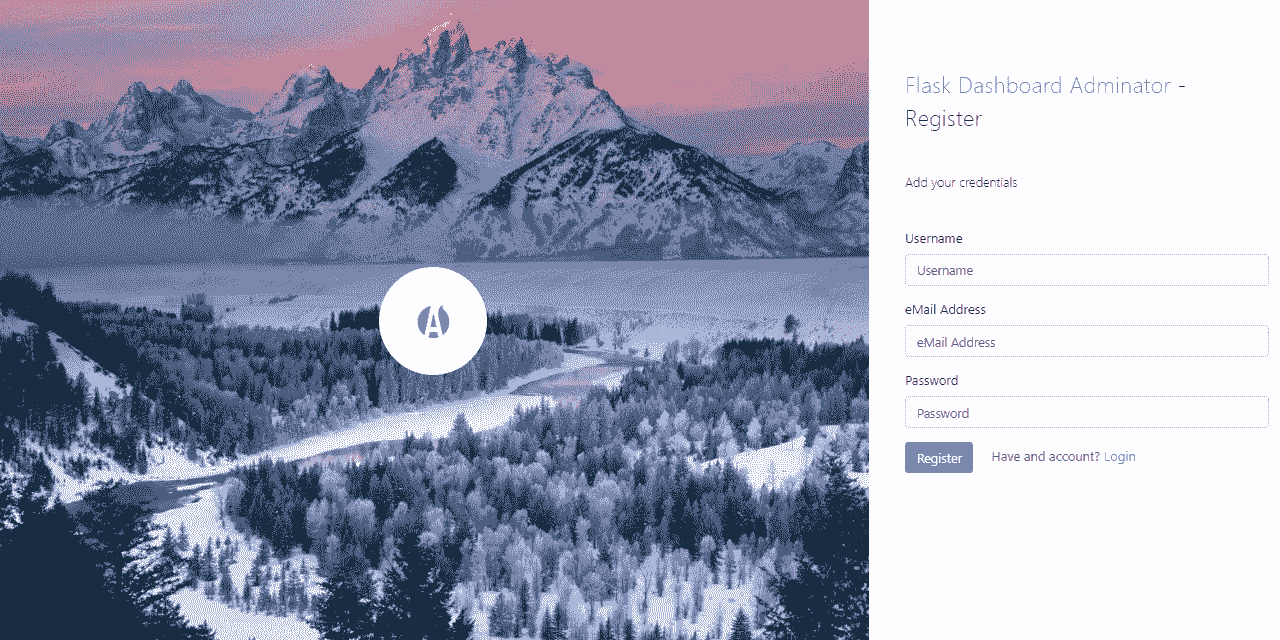 Flask Dashboard Adminator -
Register
Add your credentials
Username
Username
eMail Address
eMail Address
Password
Password
Register Have and account? Login